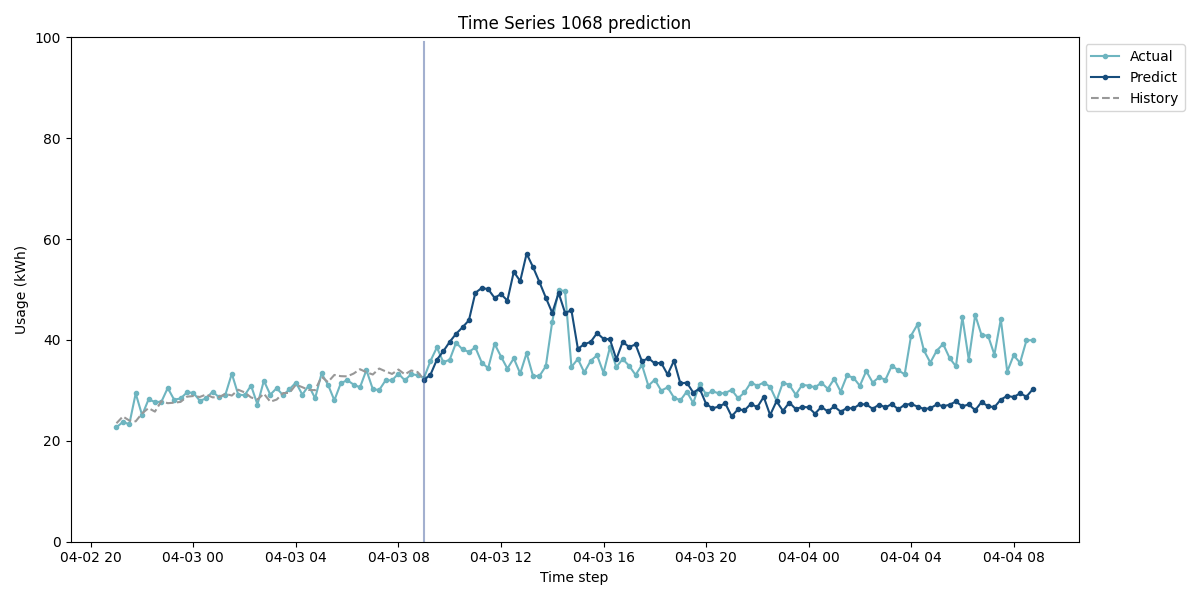 Time Series 1068 prediction
Usage (kWh)
100
80
60
40
20
0
04-02 20
04-03 00
04-03 04
04-03 08
04-03 12
04-03 16
04-03 20
04-04 00
04-04 04
04-04 08
Time step
Actual
Predict
History